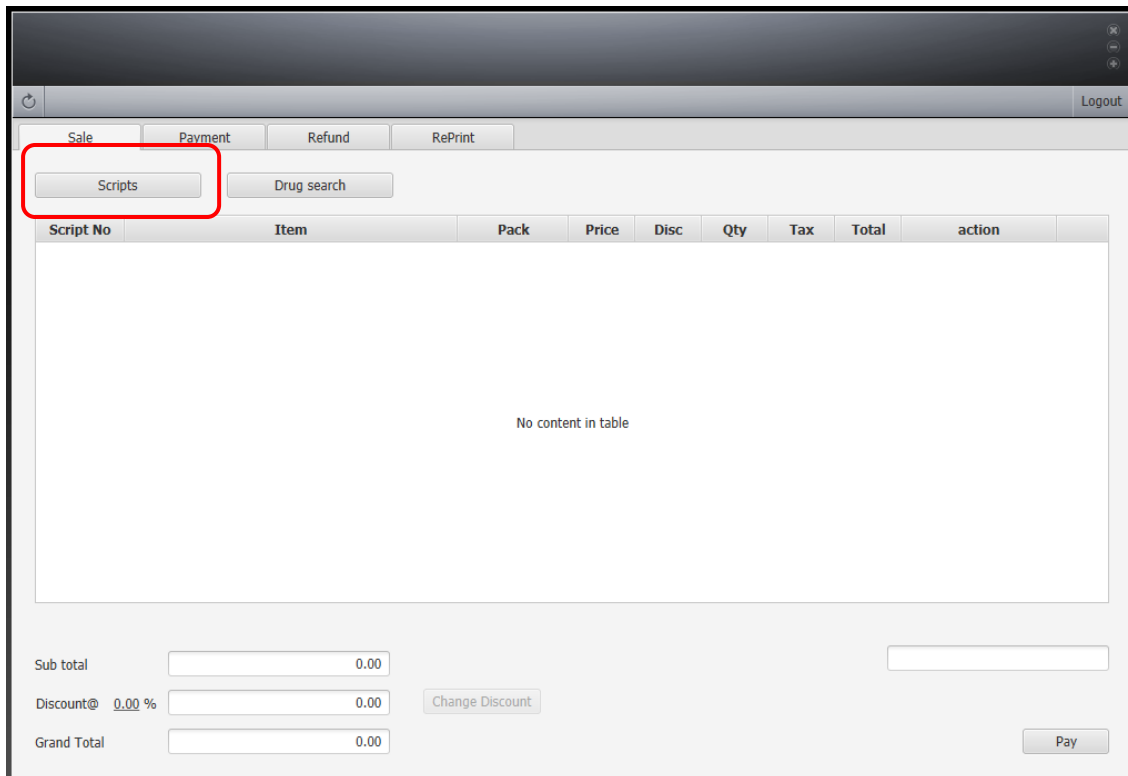 Logout
Sale Payment Refund RePrint
Scripts Drug search
Script No Item Pack Price Disc Qty Tax Total action
No content in table
Sub total 0.00
Discount@ 0.00 % 0.00 Change Discount
Grand Total 0.00 Pay